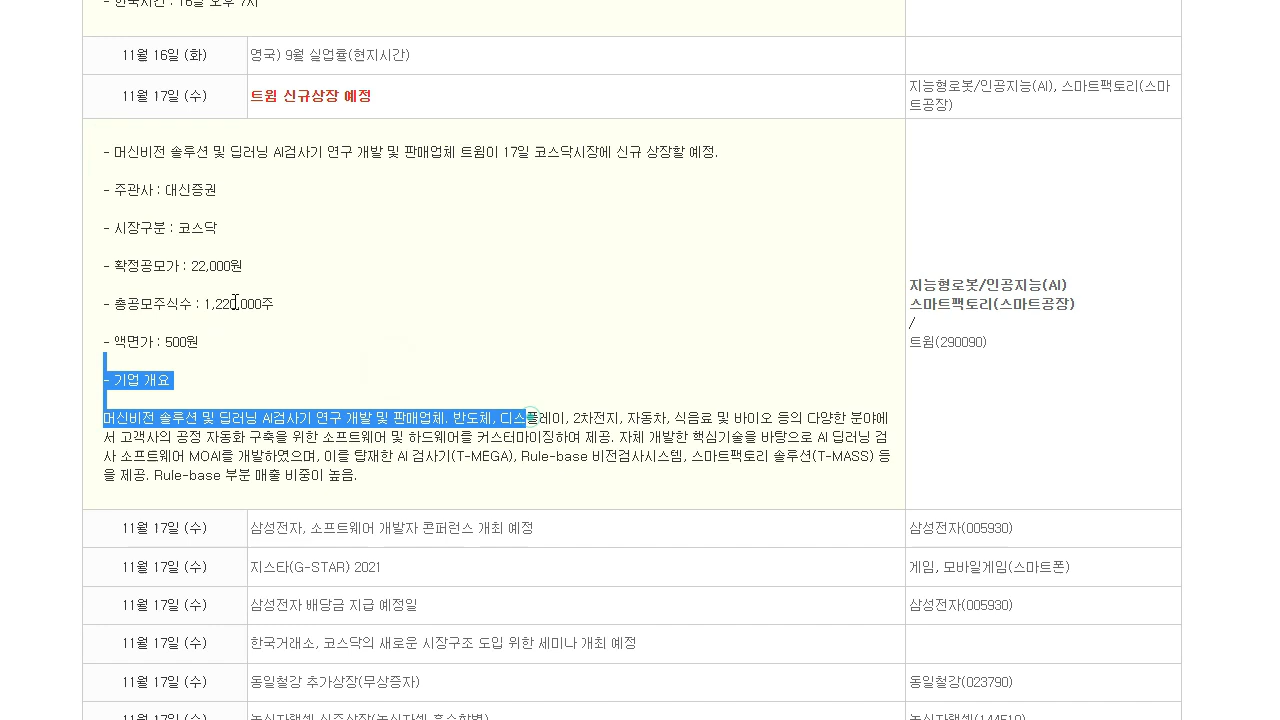 - 한국시간 : 16일 오후 7시
11월 16일 (화)
영국) 9월 실업률(현지시간)
11월 17일 (수)
트윔 신규상장 예정
지능형로봇/인공지능(AI), 스마트팩토리(스마
트공장)
- 머신비전 솔루션 및 딥러닝 AI검사기 연구 개발 및 판매업체 트윔이 17일 코스닥시장에 신규 상장할 예정.
- 주관사 : 대신증권
- 시장구분 : 코스닥
- 확정공모가 : 22,000원
- 총공모주식수 : 1,220,000주
- 액면가 : 500원
- 기업 개요
머신비전 솔루션 및 딥러닝 AI검사기 연구 개발 및 판매업체. 반도체, 디스플레이, 2차전지, 자동차, 식음료 및 바이오 등의 다양한 분야에
서 고객사의 공정 자동화 구축을 위한 소프트웨어 및 하드웨어를 커스터마이징하여 제공. 자체 개발한 핵심기술을 바탕으로 AI 딥러닝 검
사 소프트웨어 MOAI를 개발하였으며, 이를 탑재한 AI 검사기(T-MEGA), Rule-base 비전검사시스템, 스마트팩토리 솔루션(T-MASS) 등
을 제공. Rule-base 부분 매출 비중이 높음.
지능형로봇/인공지능(AI)
스마트팩토리(스마트공장)
/
트윔(290090)
11월 17일 (수)
삼성전자, 소프트웨어 개발자 콘퍼런스 개최 예정
삼성전자(005930)
11월 17일 (수)
지스타(G-STAR) 2021
게임, 모바일게임(스마트폰)
11월 17일 (수)
삼성전자 배당금 지급 예정일
삼성전자(005930)
11월 17일 (수)
한국거래소, 코스닥의 새로운 시장구조 도입 위한 세미나 개최 예정
11월 17일 (수)
동일철강 추가상장(무상증자)
동일철강(023790)
11월 17일 (수)